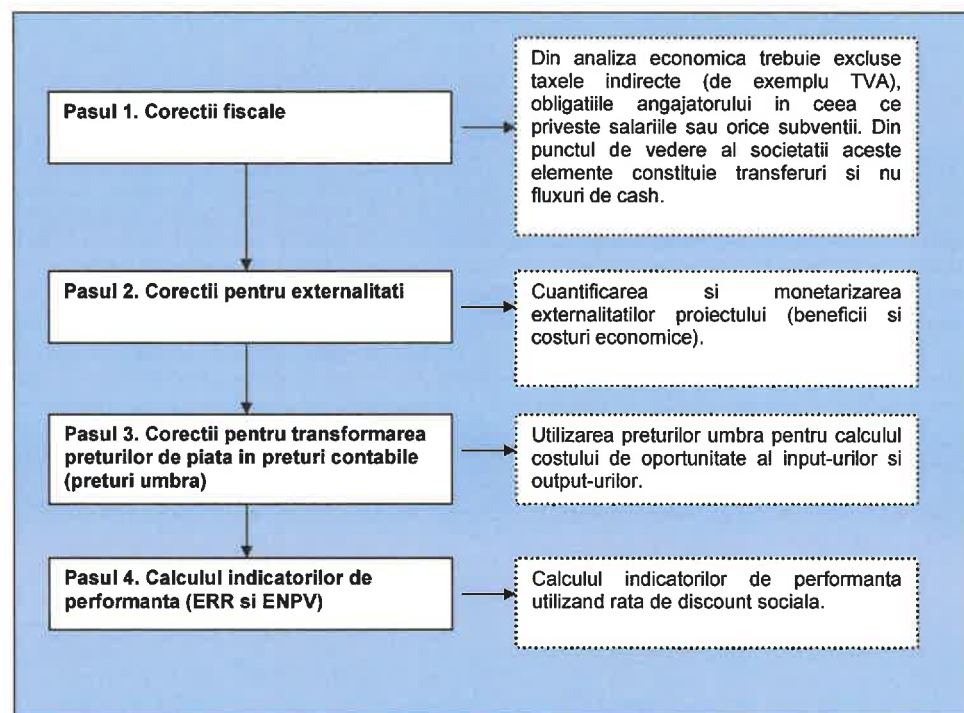 Pasul 1. Corectii fiscale
Din analiza economica trebuie excluse
taxele indirecte (de exemplu TVA),
obligatiile angajatorului in ceea ce
priveste salariile sau orice subventii. Din
punctul de vedere al societatii aceste
elemente constituie transferuri si nu
fluxuri de cash.
Pasul 2. Corectii pentru externalitati
Cuantificarea si monetarizarea
externalitatilor proiectului (beneficii si
costuri economice).
Pasul 3. Corectii pentru transformarea
preturilor de piata in preturi contabile
(preturi umbra)
Utilizarea preturilor umbra pentru calculul
costului de oportunitate al input-urilor si
output-urilor.
Pasul 4. Calculul indicatorilor de
performanta (ERR si ENPV)
Calculul indicatorilor de performanta
utilizand rata de discount sociala.